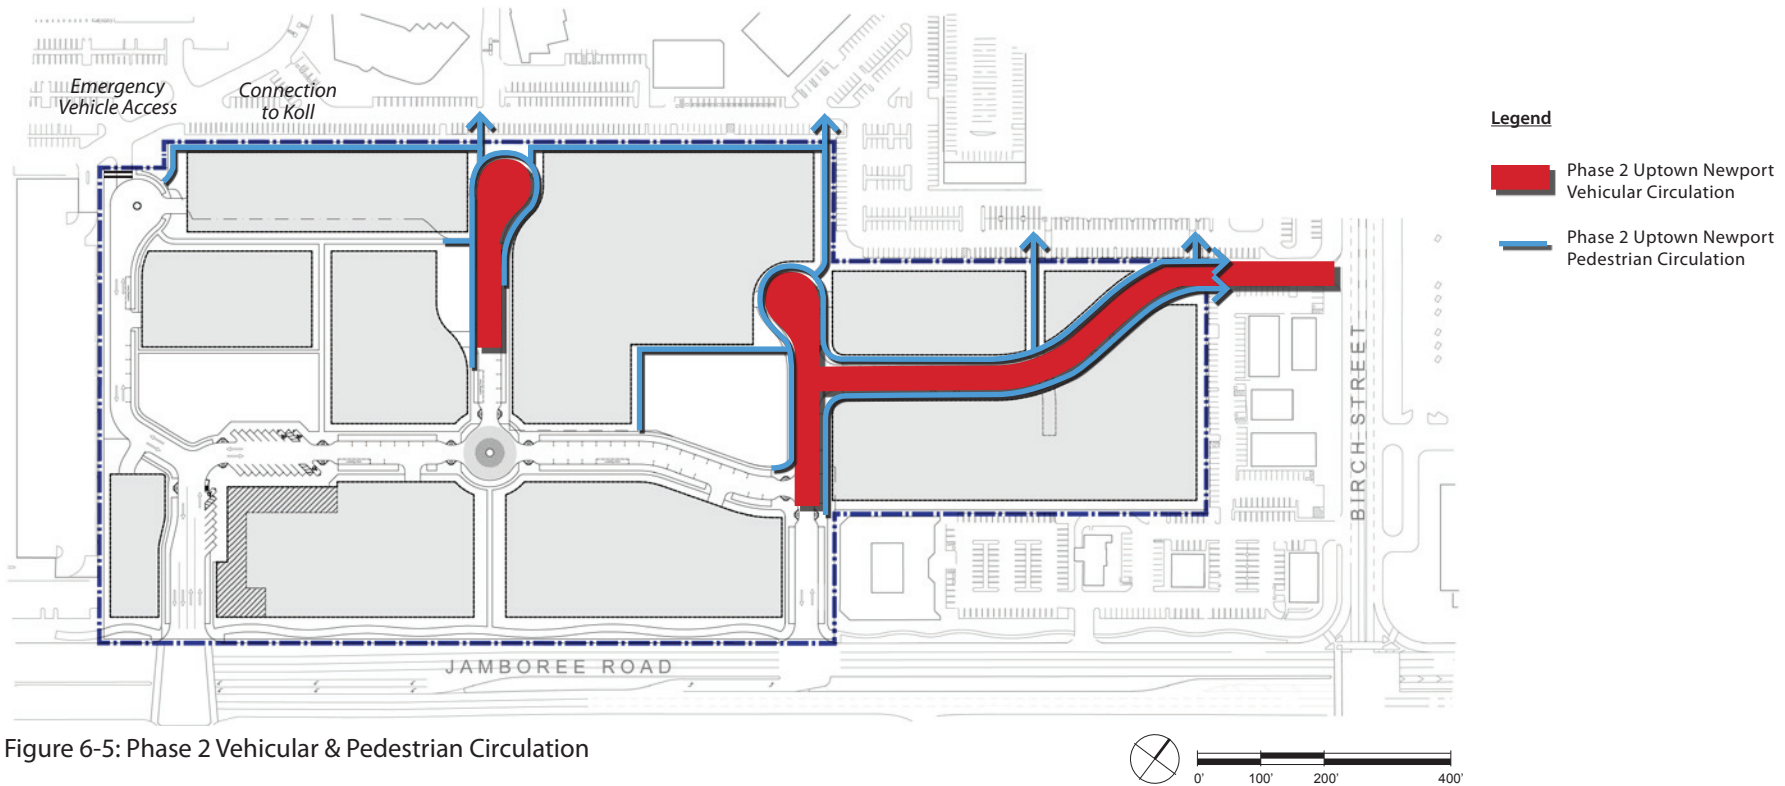 Emergency
Vehicle Access
Connection
to Koll
Legend
Phase 2 Uptown Newport
Vehicular Circulation
Phase 2 Uptown Newport
Pedestrian Circulation
BIRCH STREET
JAMBOREE ROAD
Figure 6-5: Phase 2 Vehicular & Pedestrian Circulation
0' 100' 200' 400'